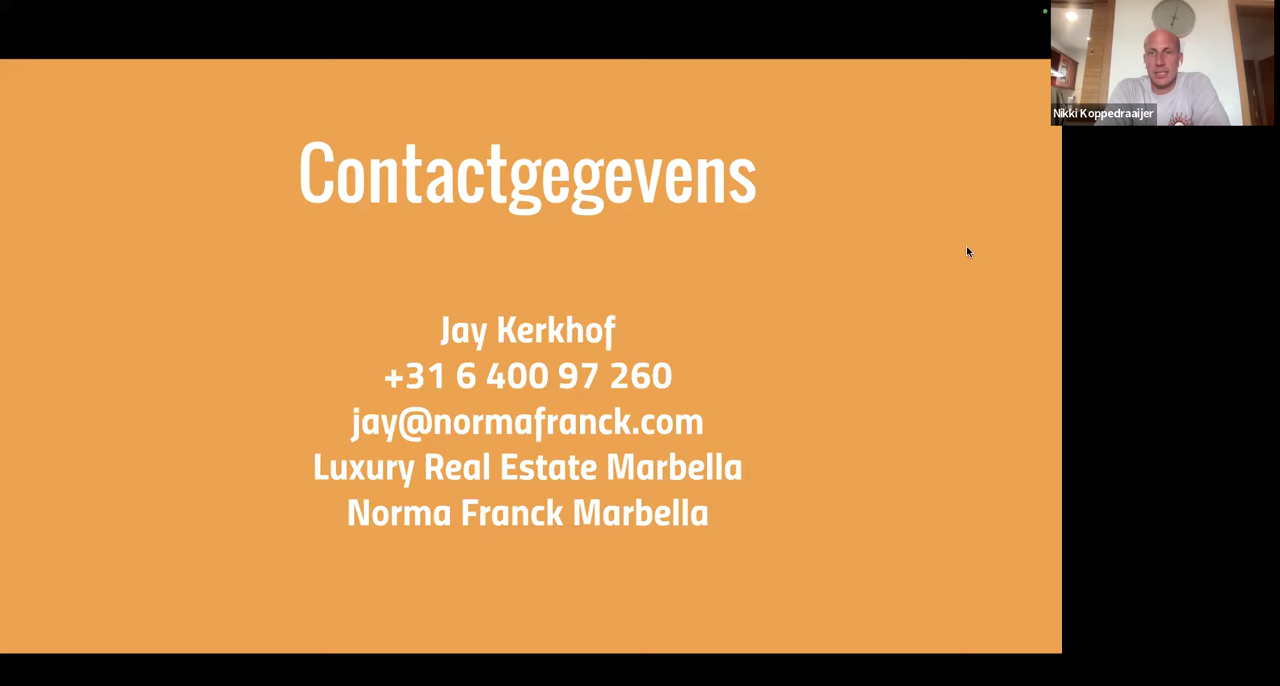 Contactgegevens
Jay Kerkhof
+31 6 400 97 260
jay@normafranck.com
Luxury Real Estate Marbella
Norma Franck Marbella
Nikki Koppedraaijer